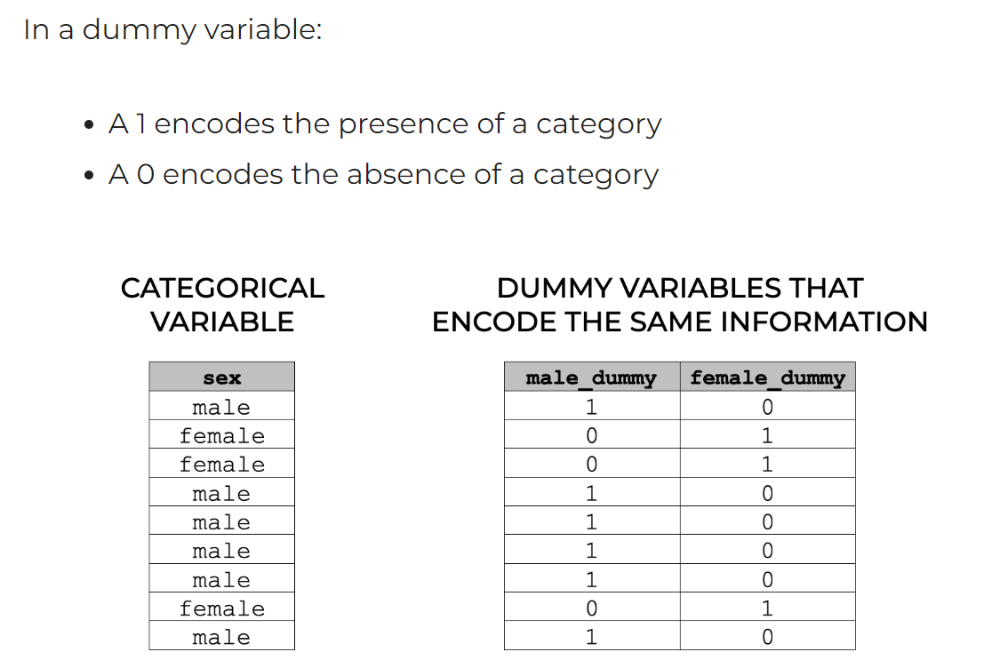 In a dummy variable:
• A 1 encodes the presence of a category
• A 0 encodes the absence of a category
CATEGORICAL
VARIABLE
sex
male
female
female
male
male
male
male
female
male
DUMMY VARIABLES THAT
ENCODE THE SAME INFORMATION
male_dummy female_dummy
1 0
0 1
0 1
1 0
1 0
1 0
1 0
0 1
1 0